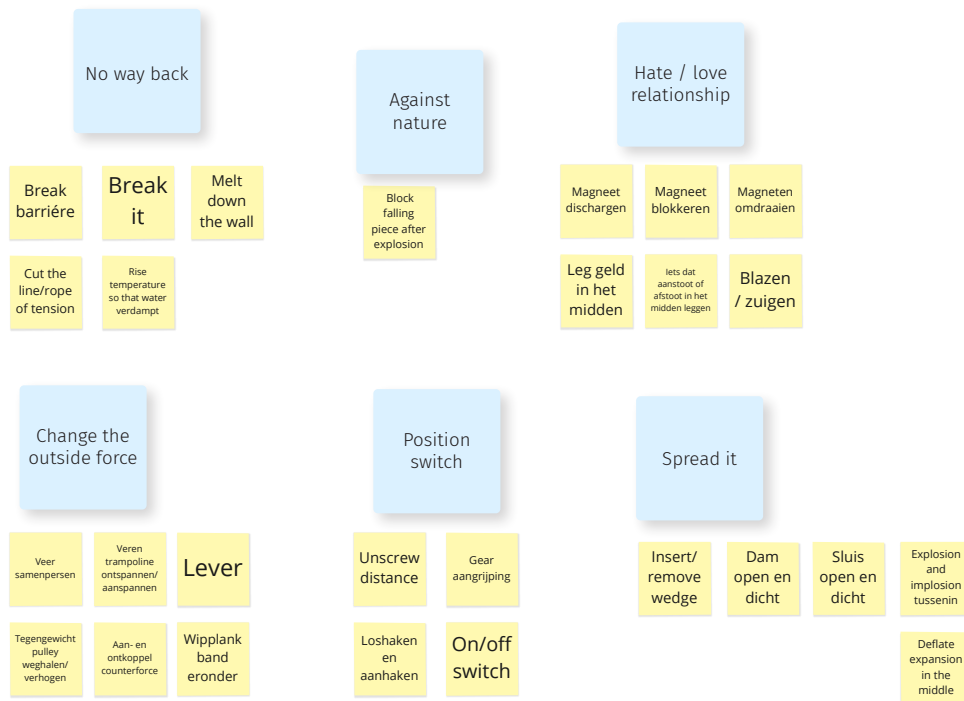 No way back
Against
nature
Hate / love
relationship
Break
barriére
Break
it
Melt
down
the wall
Cut the
line/rope
of tension
Rise
temperature
so that water
verdampt
Block
falling
piece after
explosion
Magneet
dischargen
Magneet
blokkeren
Magneten
omdraaien
Leg geld
in het
midden
Iets dat
aanstoot of
afstoot in het
midden leggen
Blazen
/ zuigen
Change the
outside force
Position
switch
Spread it
Veer
samenpersen
Veren
trampoline
ontspannen/
aanspannen
Lever
Tegengewicht
pulley
weghalen/
verhogen
Aan- en
ontkoppel
counterforce
Wipplank
band
eronder
Unscrew
distance
Gear
aangrijping
Loshaken
en
aanhaken
On/off
switch
Insert/
remove
wedge
Dam
open en
dicht
Sluis
open en
dicht
Explosion
and
implosion
tussenin
Deflate
expansion
in the
middle